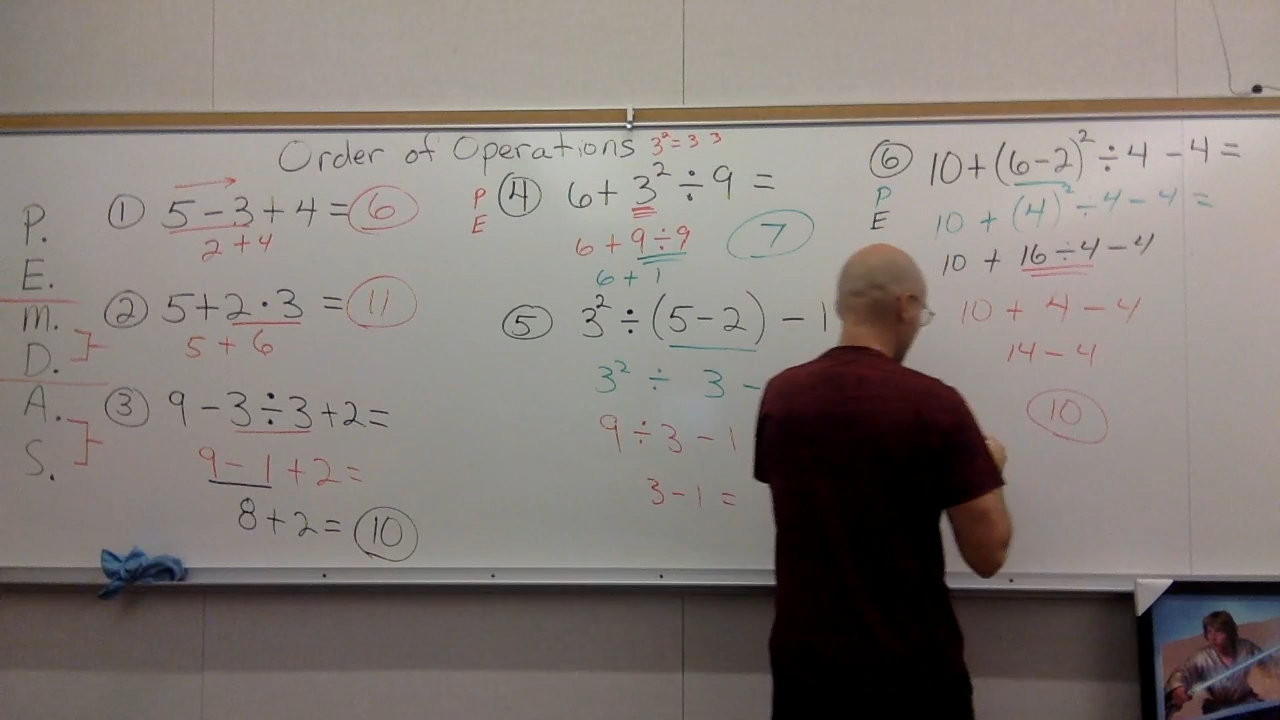 Order of Operations 3² = 3 3
P.
E.
M.
D.
A.
S.
① 5 - 3 + 4 = 6
2 + 4
② 5 + 2 · 3 = 11
5 + 6
③ 9 - 3 ÷ 3 + 2 =
9 - 1 + 2 =
8 + 2 = 10
P
E
④ 6 + 3² ÷ 9 =
6 + 9 ÷ 9
7
6 + 1
⑤ 3² ÷ (5 - 2) - 1
3² ÷ 3 -
9 ÷ 3 - 1
3 - 1 =
⑥ 10 + (6 - 2)² ÷ 4 - 4 =
P
E
10 + (4)² ÷ 4 - 4 =
10 + 16 ÷ 4 - 4
10 + 4 - 4
14 - 4
10